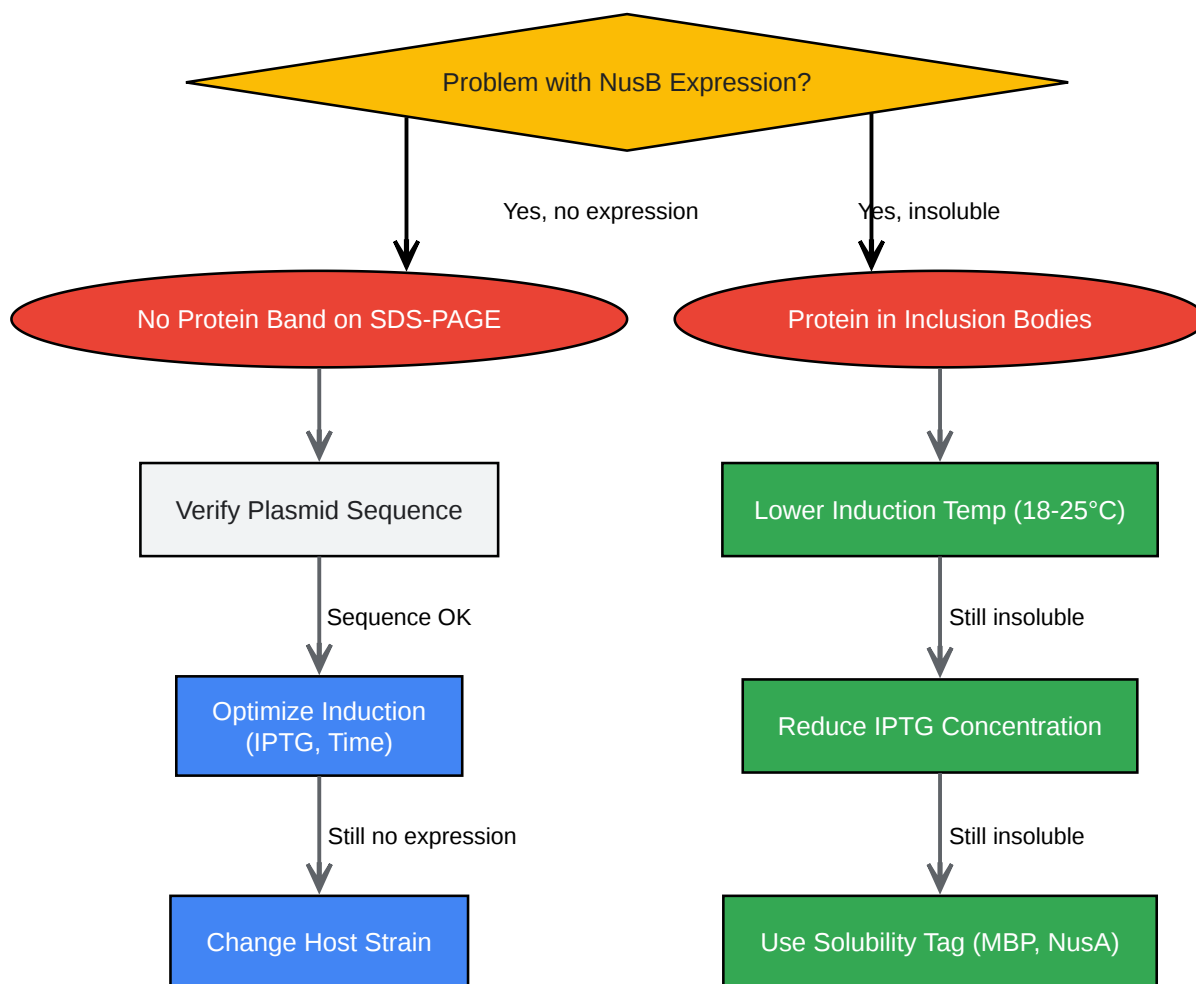 Problem with NusB Expression?
Yes, no expression
Yes, insoluble
No Protein Band on SDS-PAGE
Protein in Inclusion Bodies
Verify Plasmid Sequence
Lower Induction Temp (18-25°C)
Sequence OK
Still insoluble
Optimize Induction
(IPTG, Time)
Reduce IPTG Concentration
Still no expression
Still insoluble
Change Host Strain
Use Solubility Tag (MBP, NusA)